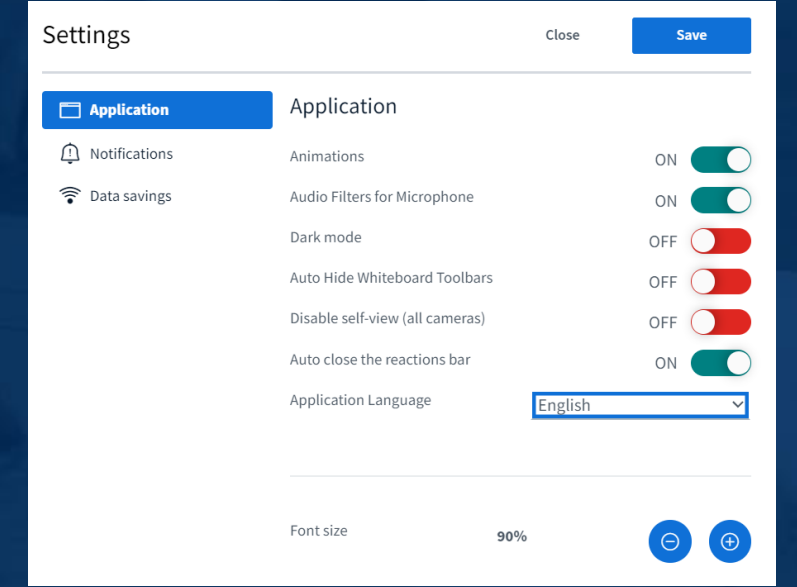 Settings
Close
Save
Application
Notifications
Data savings
Application
Animations ON
Audio Filters for Microphone ON
Dark mode OFF
Auto Hide Whiteboard Toolbars OFF
Disable self-view (all cameras) OFF
Auto close the reactions bar ON
Application Language English
Font size 90%